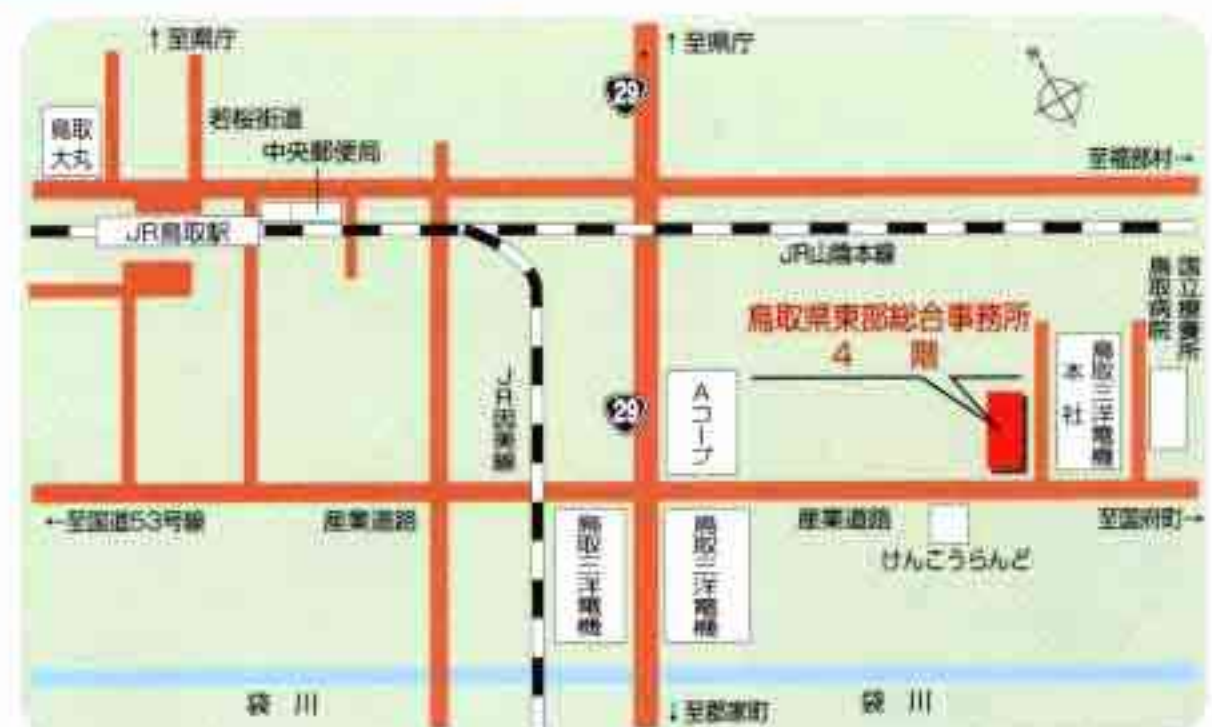 ↑至県庁
↑至県庁
29
鳥取
大丸
若桜街道
中央郵便局
至福部村→
JR鳥取駅
JR山陰本線
国立療養所
鳥取病院
鳥取県東部総合事務所
4 階
JR因美線
29
Aコープ
鳥取三洋電機
本社
←至国道53号線
産業道路
産業道路
至国府町→
けんこうらんど
鳥取三洋電機
鳥取三洋電機
袋川
袋川
↓至郡家町